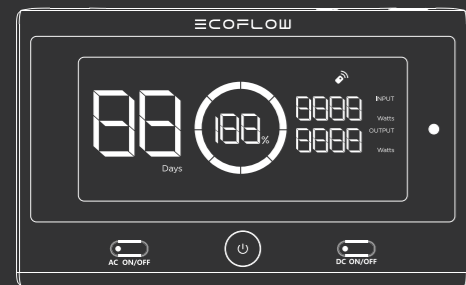 ECOFLOW
88
Days
188%
8888
INPUT
Watts
8888
OUTPUT
Watts
AC ON/OFF
DC ON/OFF